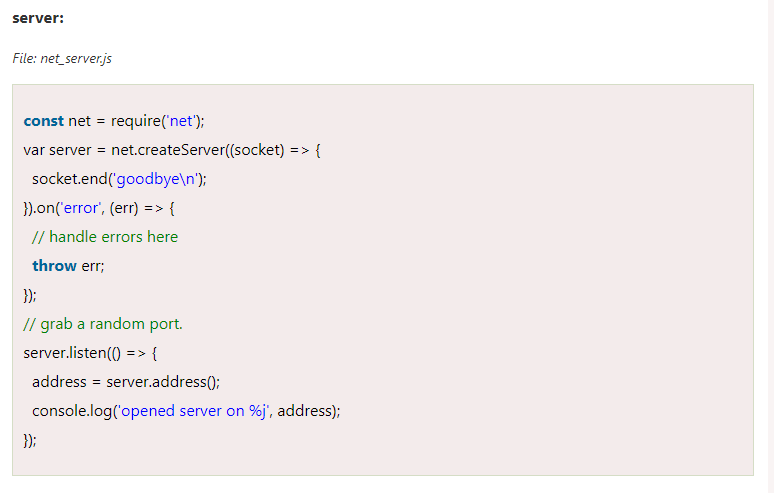 server:
File: net_server.js
const net = require('net');
var server = net.createServer((socket) => {
  socket.end('goodbye\n');
}).on('error', (err) => {
  // handle errors here
  throw err;
});
// grab a random port.
server.listen(() => {
  address = server.address();
  console.log('opened server on %j', address);
});